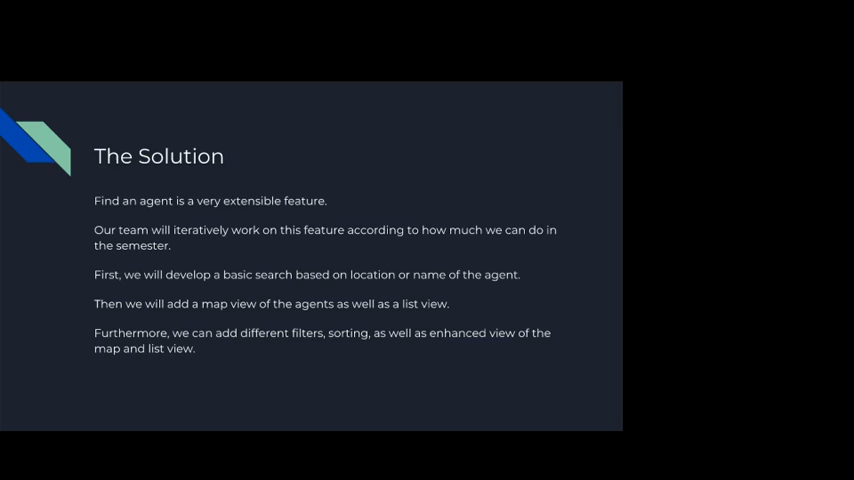 The Solution
Find an agent is a very extensible feature.
Our team will iteratively work on this feature according to how much we can do in
the semester.
First, we will develop a basic search based on location or name of the agent.
Then we will add a map view of the agents as well as a list view.
Furthermore, we can add different filters, sorting, as well as enhanced view of the
map and list view.